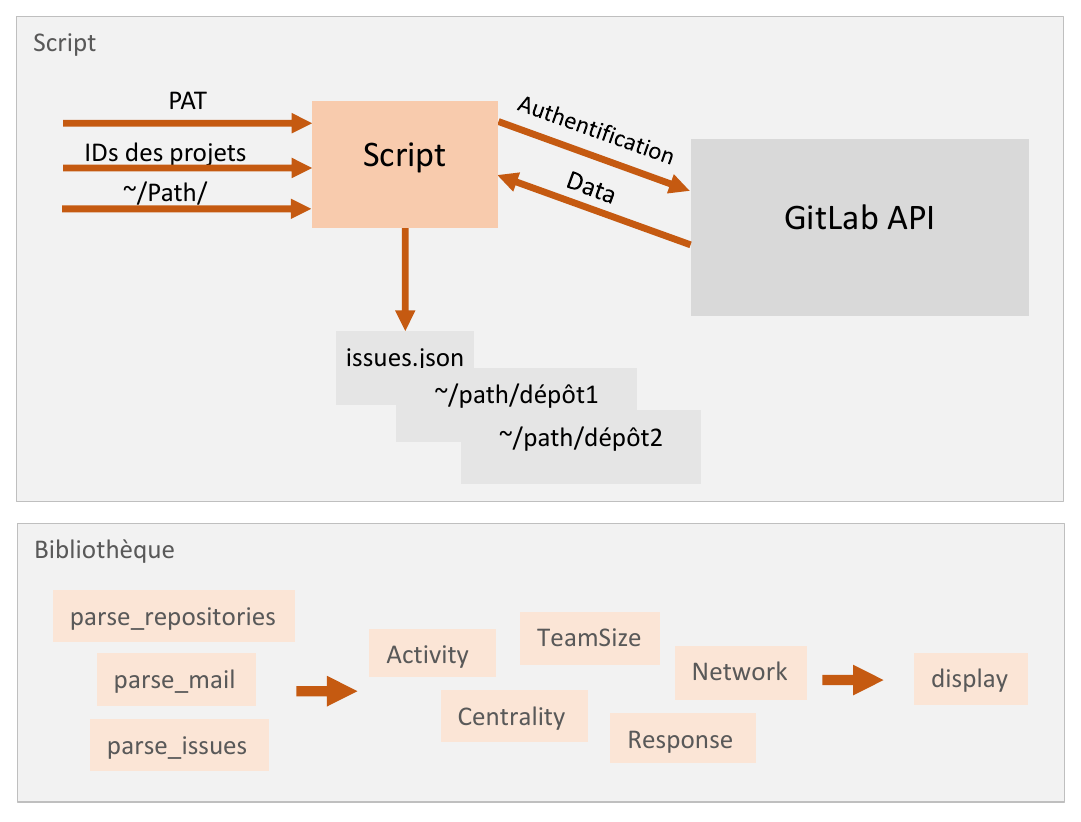 Script
PAT
IDs des projets
~/Path/
Script
Authentification
Data
GitLab API
issues.json
~/path/dépôt1
~/path/dépôt2
Bibliothèque
parse_repositories
parse_mail
parse_issues
Activity
TeamSize
Network
Centrality
Response
display